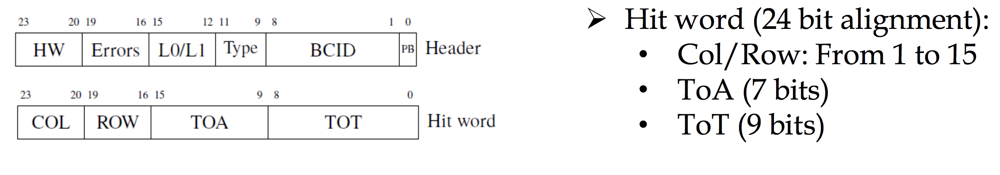 23 20 19 16 15 12 11 9 8 1 0
HW Errors L0/L1 Type BCID PB Header
23 20 19 16 15 9 8 0
COL ROW TOA TOT Hit word
➢ Hit word (24 bit alignment):
• Col/Row: From 1 to 15
• ToA (7 bits)
• ToT (9 bits)